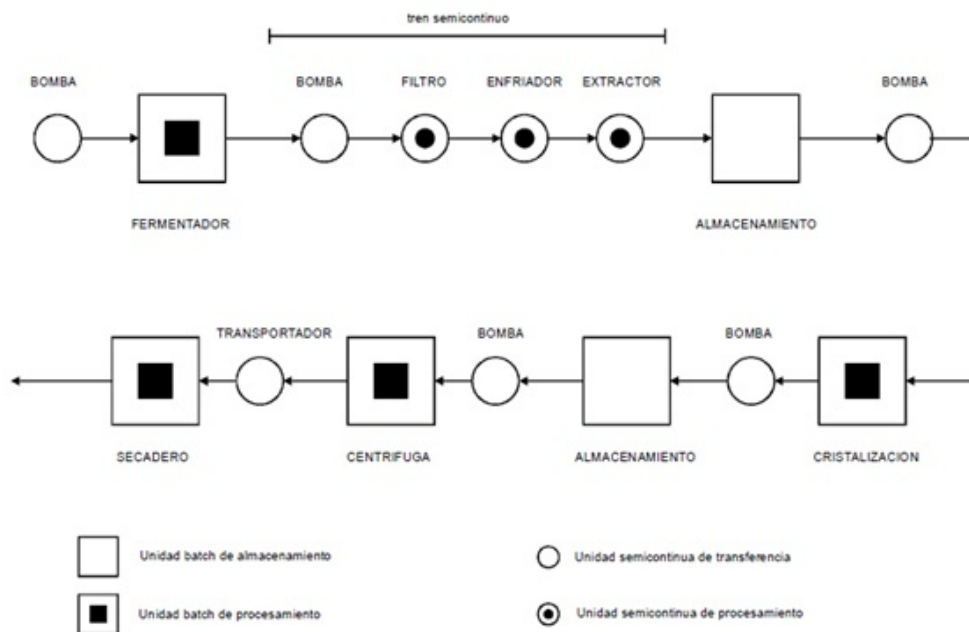 tren semicontinuo
BOMBA
BOMBA
FILTRO
ENFRIADOR
EXTRACTOR
BOMBA
FERMENTADOR
ALMACENAMIENTO
TRANSPORTADOR
BOMBA
BOMBA
SECADERO
CENTRIFUGA
ALMACENAMIENTO
CRISTALIZACION
Unidad batch de almacenamiento
Unidad semicontinua de transferencia
Unidad batch de procesamiento
Unidad semicontinua de procesamiento